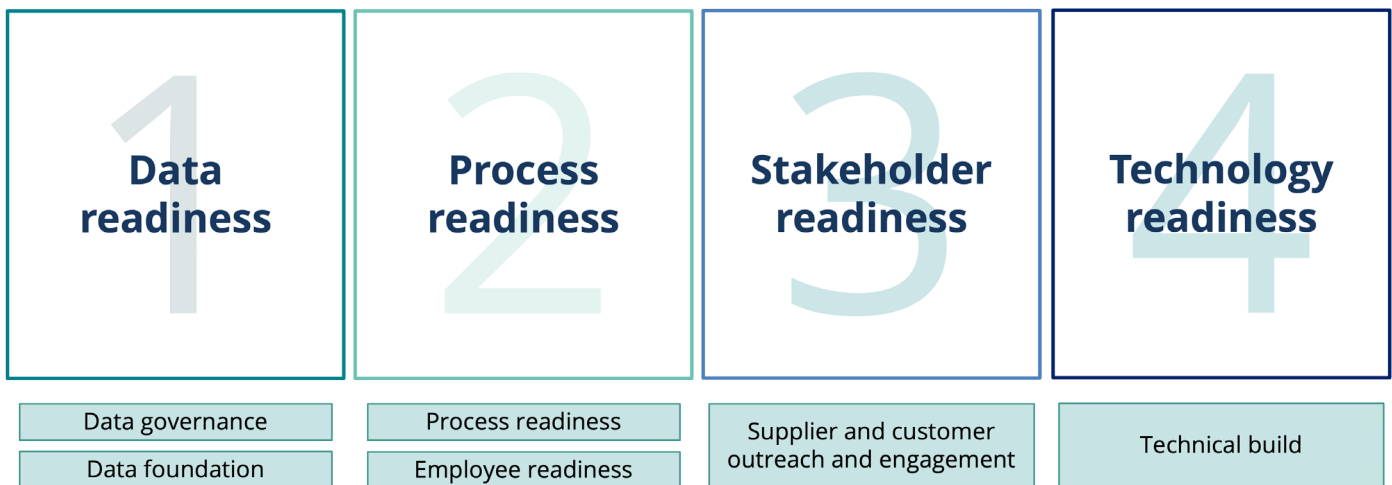 1
Data
readiness
2
Process
readiness
3
Stakeholder
readiness
4
Technology
readiness
Data governance
Data foundation
Process readiness
Employee readiness
Supplier and customer
outreach and engagement
Technical build